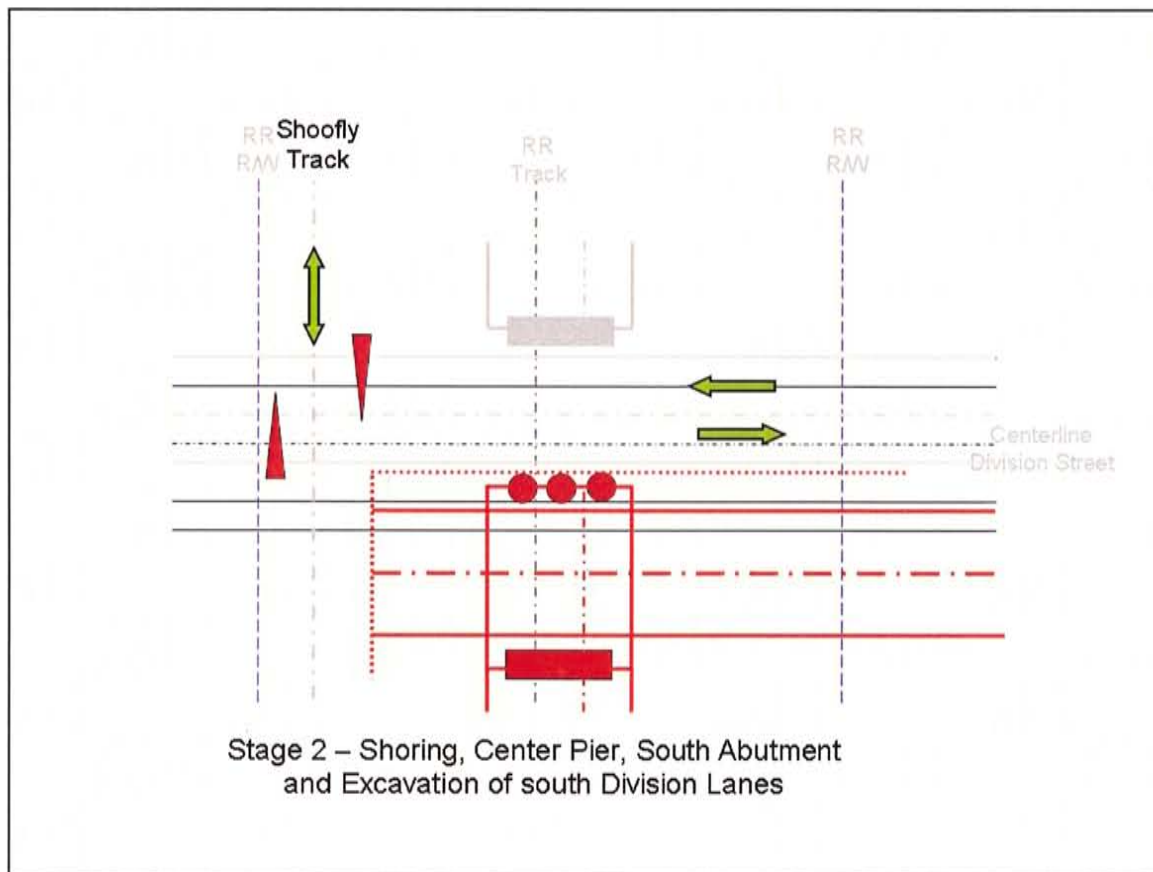 RR
R/W
Shoofly
Track
RR
Track
RR
R/W
Centerline
Division Street
Stage 2 – Shoring, Center Pier, South Abutment
and Excavation of south Division Lanes